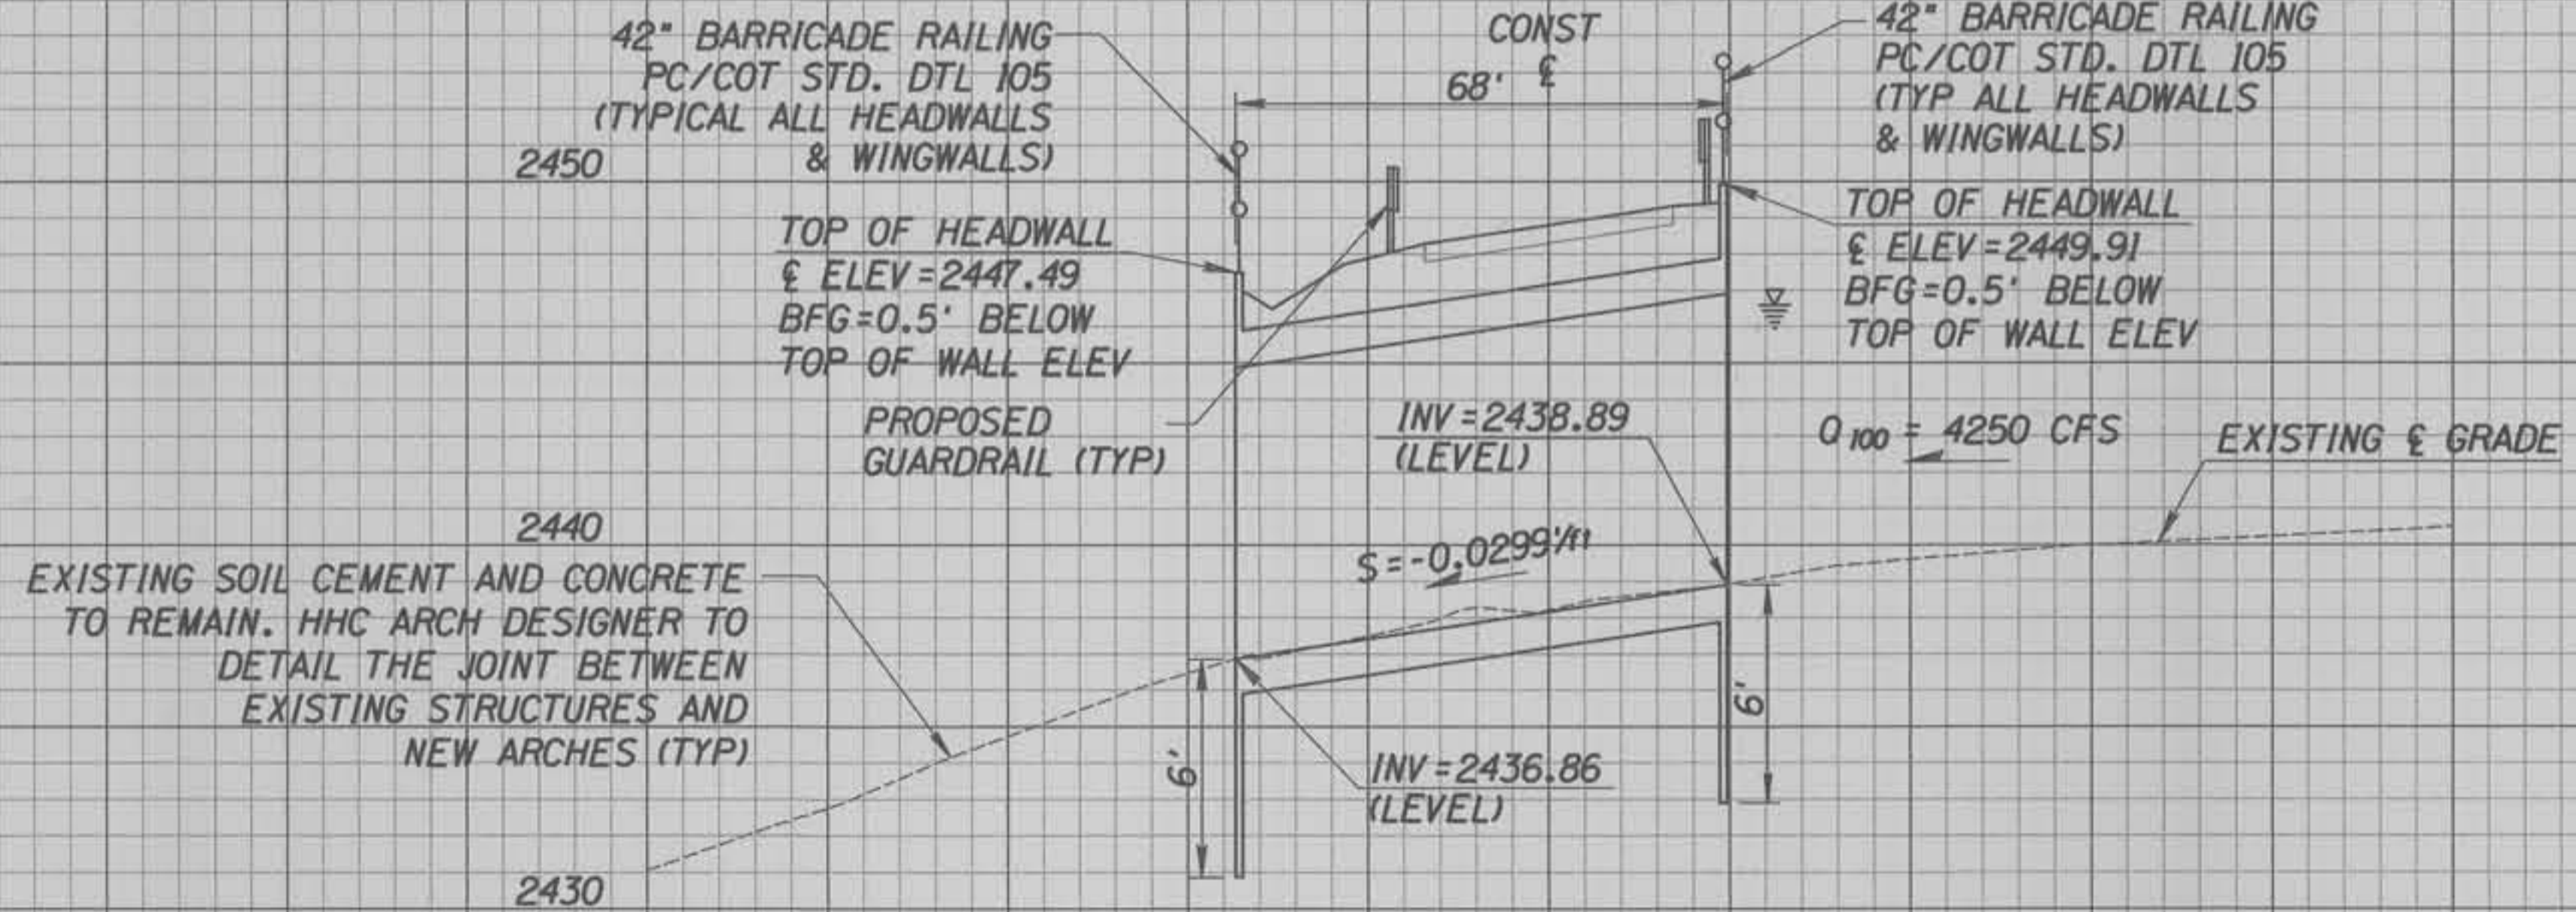 42" BARRICADE RAILING
PC/COT STD. DTL 105
(TYPICAL ALL HEADWALLS
& WINGWALLS)
CONST
℄
68'
42" BARRICADE RAILING
PC/COT STD. DTL 105
(TYP ALL HEADWALLS
& WINGWALLS)
2450
TOP OF HEADWALL
℄ ELEV=2447.49
BFG=0.5' BELOW
TOP OF WALL ELEV
TOP OF HEADWALL
℄ ELEV=2449.91
BFG=0.5' BELOW
TOP OF WALL ELEV
PROPOSED
GUARDRAIL (TYP)
INV=2438.89
(LEVEL)
Q100 = 4250 CFS
EXISTING ℄ GRADE
2440
S=-0.0299'/ft
EXISTING SOIL CEMENT AND CONCRETE
TO REMAIN. HHC ARCH DESIGNER TO
DETAIL THE JOINT BETWEEN
EXISTING STRUCTURES AND
NEW ARCHES (TYP)
6'
6'
INV=2436.86
(LEVEL)
2430